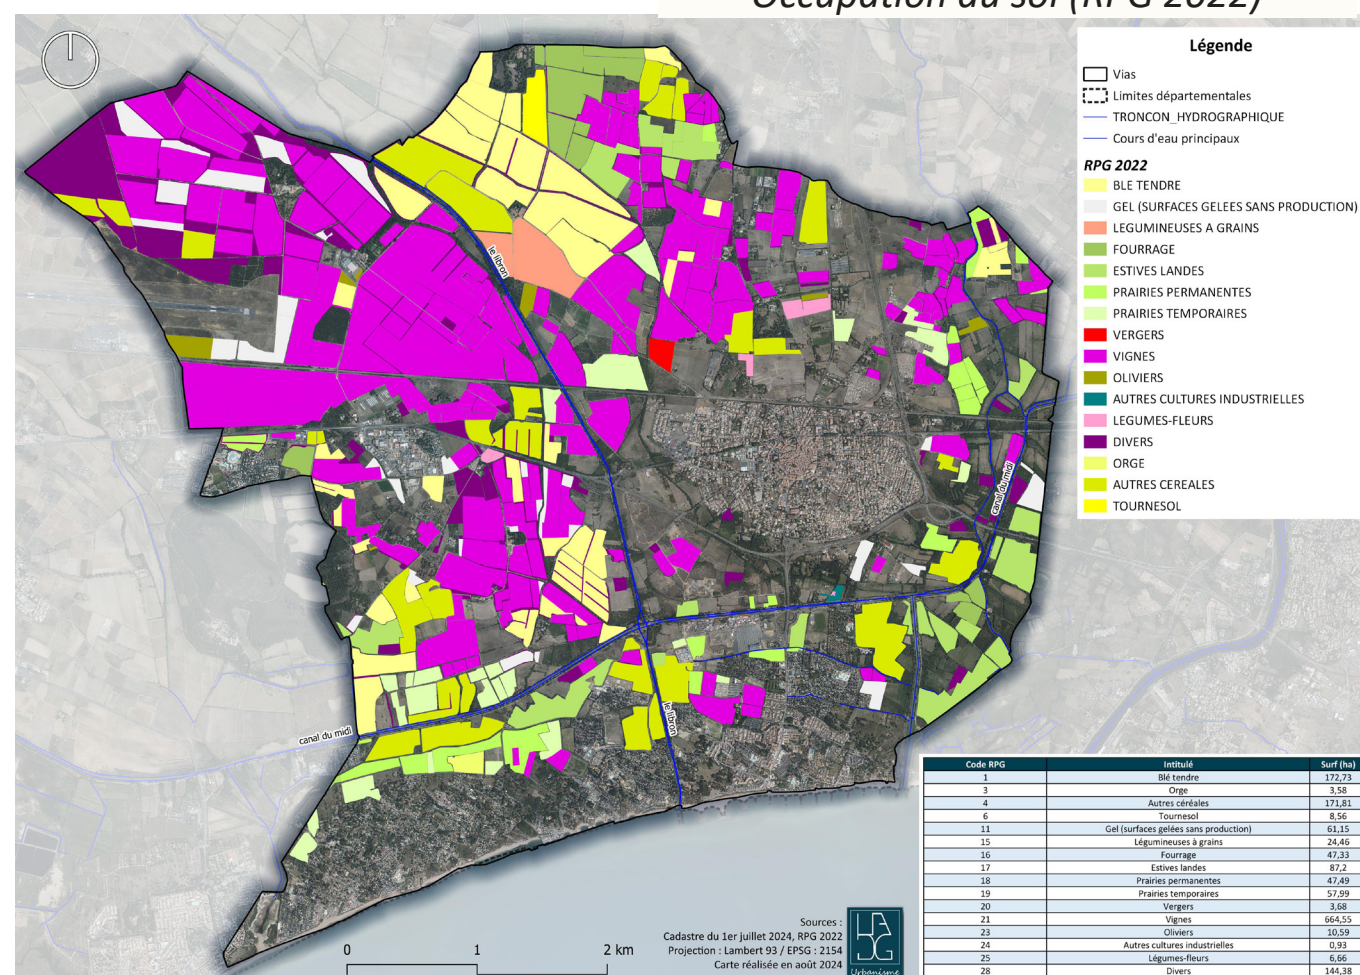 Occupation du sol (RPG 2022)
Légende
Vias
Limites départementales
TRONCON_HYDROGRAPHIQUE
Cours d'eau principaux
RPG 2022
BLE TENDRE
GEL (SURFACES GELEES SANS PRODUCTION)
LEGUMINEUSES A GRAINS
FOURRAGE
ESTIVES LANDES
PRAIRIES PERMANENTES
PRAIRIES TEMPORAIRES
VERGERS
VIGNES
OLIVIERS
AUTRES CULTURES INDUSTRIELLES
LEGUMES-FLEURS
DIVERS
ORGE
AUTRES CEREALES
TOURNESOL
le libron
canal du midi
le libron
canal du midi
Code RPG Intitulé Surf (ha)
1 Blé tendre 172,73
3 Orge 3,58
4 Autres céréales 171,81
6 Tournesol 8,56
11 Gel (surfaces gelées sans production) 61,15
15 Légumineuses à grains 24,46
16 Fourrage 47,33
17 Estives landes 87,2
18 Prairies permanentes 47,49
19 Prairies temporaires 57,99
20 Vergers 3,68
21 Vignes 664,55
23 Oliviers 10,59
24 Autres cultures industrielles 0,93
25 Légumes-fleurs 6,66
28 Divers 144,38
0 1 2 km
Sources :
Cadastre du 1er juillet 2024, RPG 2022
Projection : Lambert 93 / EPSG : 2154
Carte réalisée en août 2024
Urbanisme